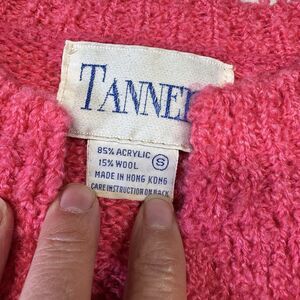 TANNER
85% ACRYLIC
15% WOOL
S
MADE IN HONG KONG
CARE INSTRUCTION ON BACK